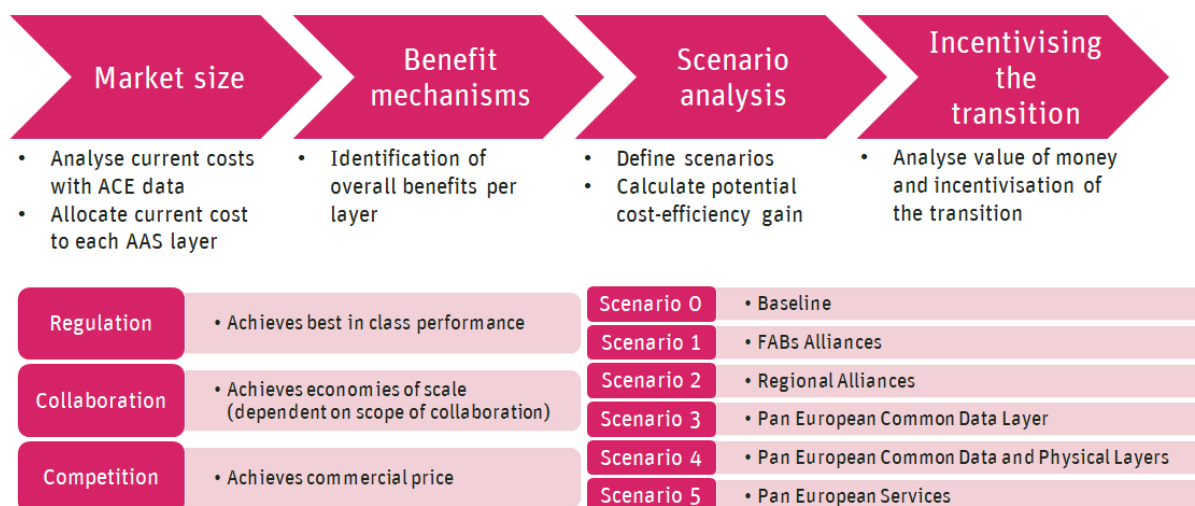 Market size
Benefit
mechanisms
Scenario
analysis
Incentivising
the
transition
• Analyse current costs
with ACE data
• Allocate current cost
to each AAS layer
• Identification of
overall benefits per
layer
• Define scenarios
• Calculate potential
cost-efficiency gain
• Analyse value of money
and incentivisation of
the transition
Regulation
• Achieves best in class performance
Collaboration
• Achieves economies of scale
(dependent on scope of collaboration)
Competition
• Achieves commercial price
Scenario 0
• Baseline
Scenario 1
• FABs Alliances
Scenario 2
• Regional Alliances
Scenario 3
• Pan European Common Data Layer
Scenario 4
• Pan European Common Data and Physical Layers
Scenario 5
• Pan European Services